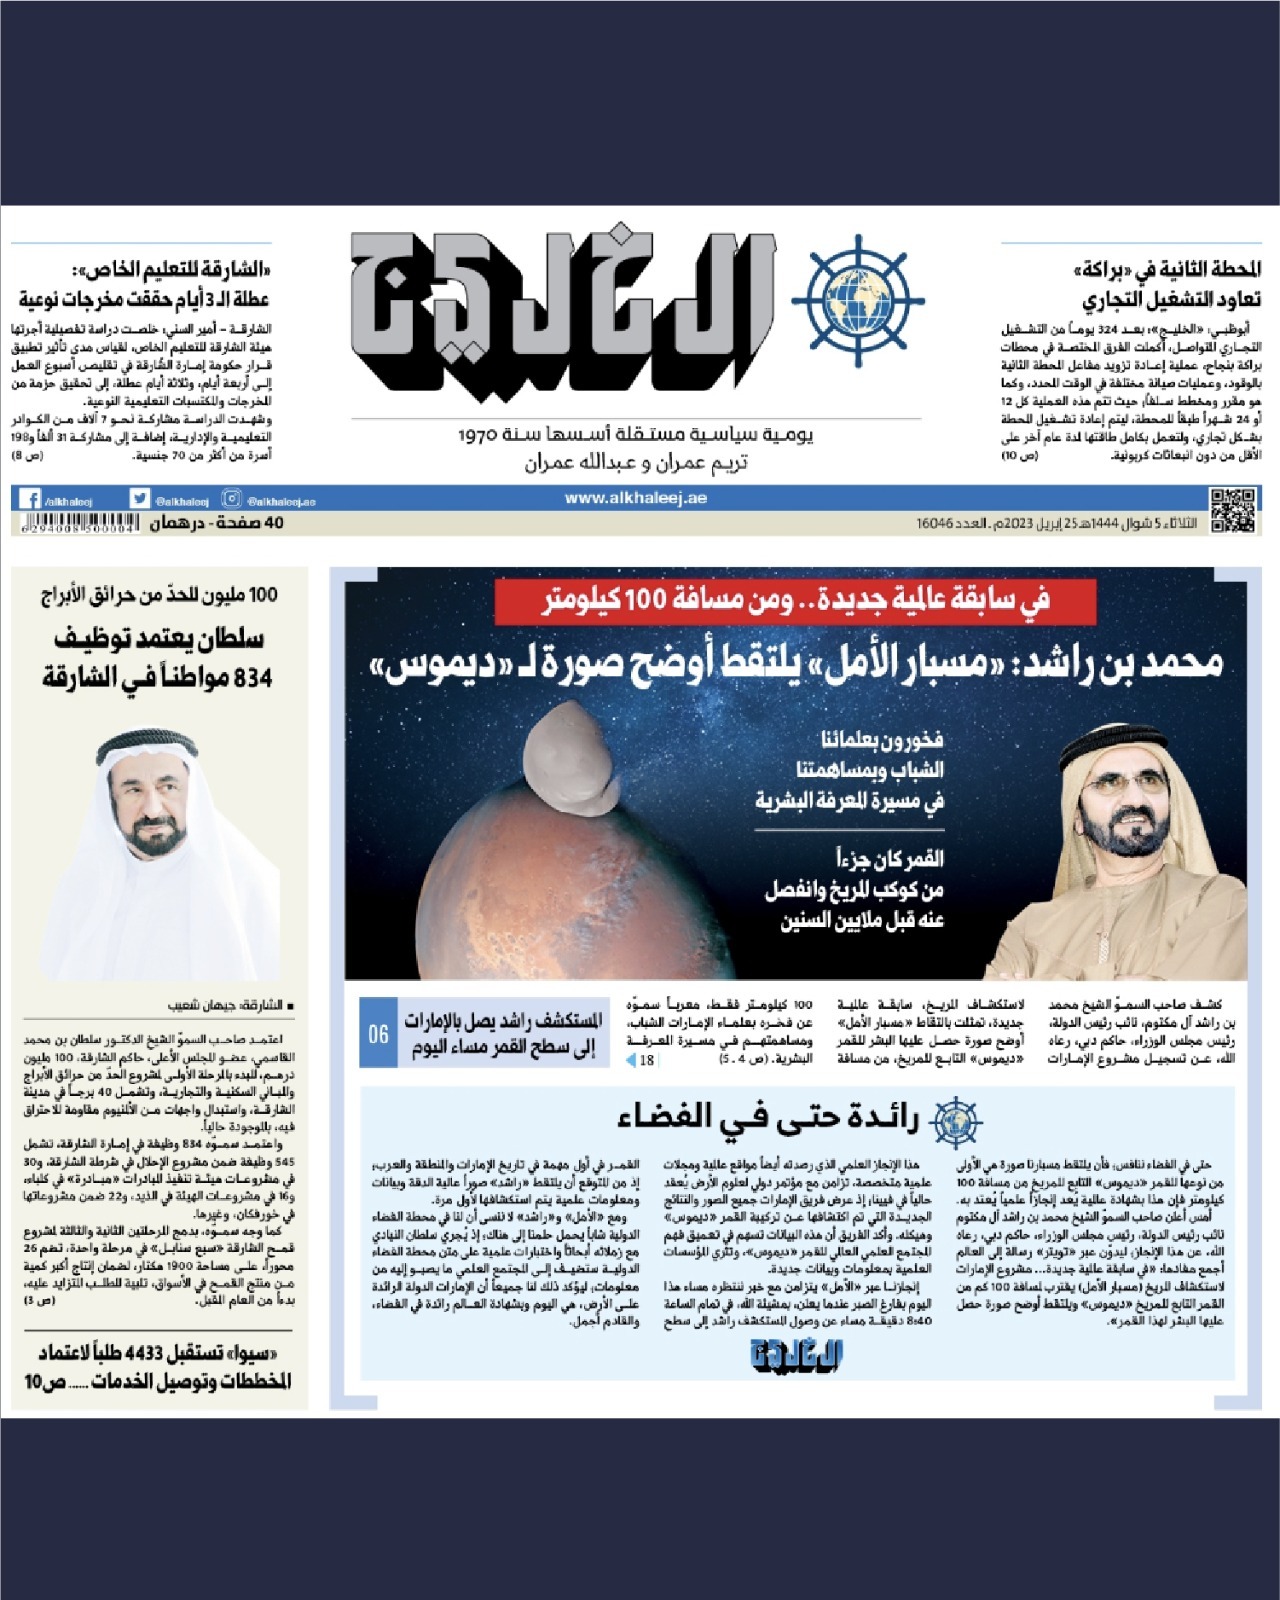 المحطة الثانية في «براكة»
تعاود التشغيل التجاري
أبوظبي: «الخليج»: بعد 324 يوماً من التشغيل
التجاري المتواصل، أكملت الفرق المختصة في محطات
براكة بنجاح، عملية إعادة تزويد مفاعل المحطة الثانية
بالوقود، وعمليات صيانة مختلفة في الوقت المحدد، وكما
هو مقرر ومخطط سلفاً؛ حيث تتم هذه العملية كل 12
أو 24 شهراً طبقاً للمحطة، ليتم إعادة تشغيل المحطة
بشكل تجاري، ولتعمل بكامل طاقتها لمدة عام آخر على
الأقل من دون انبعاثات كربونية. (ص 10)
الخليج
يومية سياسية مستقلة أسسها سنة 1970
تريم عمران و عبدالله عمران
«الشارقة للتعليم الخاص»:
عطلة الـ 3 أيام حققت مخرجات نوعية
الشارقة - أمير السني: خلصت دراسة تفصيلية أجرتها
هيئة الشارقة للتعليم الخاص، لقياس مدى تأثير تطبيق
قرار حكومة إمارة الشارقة في تقليص أسبوع العمل
إلى أربعة أيام، وثلاثة أيام عطلة، إلى تحقيق حزمة من
المخرجات والمكتسبات التعليمية النوعية.
وشهدت الدراسة مشاركة نحو 7 آلاف من الكوادر
التعليمية والإدارية، إضافة إلى مشاركة 31 ألفاً و198
أسرة من أكثر من 70 جنسية. (ص 8)
www.alkhaleej.ae
@alkhaleej.ae
@alkhaleej
/alkhaleej
الثلاثاء 5 شوال 1444هـ 25 إبريل 2023م ـ العدد 16046
40 صفحة - درهمان
6294008500004
في سابقة عالمية جديدة.. ومن مسافة 100 كيلومتر
محمد بن راشد: «مسبار الأمل» يلتقط أوضح صورة لـ «ديموس»
فخورون بعلمائنا
الشباب وبمساهمتنا
في مسيرة المعرفة البشرية
القمر كان جزءاً
من كوكب المريخ وانفصل
عنه قبل ملايين السنين
كشف صاحب السموّ الشيخ محمد
بن راشد آل مكتوم، نائب رئيس الدولة،
رئيس مجلس الوزراء، حاكم دبي، رعاه
الله، عن تسجيل مشروع الإمارات
لاستكشاف المريخ، سابقة عالمية
جديدة، تمثلت بالتقاط «مسبار الأمل»
أوضح صورة حصل عليها البشر للقمر
«ديموس» التابع للمريخ، من مسافة
100 كيلومتر فقط، معرباً سموّه
عن فخره بعلماء الإمارات الشباب،
ومساهمتهم في مسيرة المعرفة
البشرية. (ص 4 ـ 5)
18
المستكشف راشد يصل بالإمارات
إلى سطح القمر مساء اليوم
06
رائدة حتى في الفضاء
حتى في الفضاء ننافس؛ فأن يلتقط مسبارنا صورة هي الأولى
من نوعها للقمر «ديموس» التابع للمريخ من مسافة 100
كيلومتر فإن هذا بشهادة عالمية يُعد إنجازاً علمياً يُعتد به.
أمس أعلن صاحب السموّ الشيخ محمد بن راشد آل مكتوم
نائب رئيس الدولة، رئيس مجلس الوزراء، حاكم دبي، رعاه
الله، عن هذا الإنجاز، ليدوّن عبر «تويتر» رسالة إلى العالم
أجمع مفادها: «في سابقة عالمية جديدة... مشروع الإمارات
لاستكشاف المريخ (مسبار الأمل) يقترب لمسافة 100 كم من
القمر التابع للمريخ «ديموس» ويلتقط أوضح صورة حصل
عليها البشر لهذا القمر».
هذا الإنجاز العلمي الذي رصدته أيضاً مواقع عالمية ومجلات
علمية متخصصة، تزامن مع مؤتمر دولي لعلوم الأرض يُعقد
حالياً في فيينا؛ إذ عرض فريق الإمارات جميع الصور والنتائج
الجديدة التي تم اكتشافها عن تركيبة القمر «ديموس»
وهيكله. وأكد الفريق أن هذه البيانات تسهم في تعميق فهم
المجتمع العلمي العالمي للقمر «ديموس»، وتثري المؤسسات
العلمية بمعلومات وبيانات جديدة.
إنجازنا عبر «الأمل» يتزامن مع خبر ننتظره مساء هذا
اليوم بفارغ الصبر عندما يعلن، بمشيئة الله، في تمام الساعة
8:40 دقيقة مساء عن وصول المستكشف راشد إلى سطح
القمر في أول مهمة في تاريخ الإمارات والمنطقة والعرب؛
إذ من المتوقع أن يلتقط «راشد» صوراً عالية الدقة وبيانات
ومعلومات علمية يتم استكشافها لأول مرة.
ومع «الأمل» و«راشد» لا ننسى أن لنا في محطة الفضاء
الدولية شاباً يحمل حلمنا إلى هناك؛ إذ يُجري سلطان النيادي
مع زملائه أبحاثاً واختبارات علمية على متن محطة الفضاء
الدولية ستضيف إلى المجتمع العلمي ما يصبو إليه من
معلومات، ليؤكد ذلك لنا جميعاً أن الإمارات الدولة الرائدة
على الأرض، هي اليوم وبشهادة العالم رائدة في الفضاء،
والقادم أجمل.
الخليج
100 مليون للحدّ من حرائق الأبراج
سلطان يعتمد توظيف
834 مواطناً في الشارقة
■ الشارقة: جيهان شعيب
اعتمد صاحب السموّ الشيخ الدكتور سلطان بن محمد
القاسمي، عضو المجلس الأعلى، حاكم الشارقة، 100 مليون
درهم، للبدء بالمرحلة الأولى لمشروع الحدّ من حرائق الأبراج
والمباني السكنية والتجارية، وتشمل 40 برجاً في مدينة
الشارقة، واستبدال واجهات من الألمنيوم مقاومة للاحتراق
فيه، بالموجودة حالياً.
واعتمد سموّه 834 وظيفة في إمارة الشارقة، تشمل
545 وظيفة ضمن مشروع الإحلال في شرطة الشارقة، و30
في مشروعات هيئة تنفيذ المبادرات «مبادرة» في كلباء،
و16 في مشروعات الهيئة في الذيد، و22 ضمن مشروعاتها
في خورفكان، وغيرها.
كما وجه سموّه، بدمج المرحلتين الثانية والثالثة لمشروع
قمح الشارقة «سبع سنابل» في مرحلة واحدة، تضم 26
محوراً، على مساحة 1900 هكتار، لضمان إنتاج أكبر كمية
من منتج القمح في الأسواق، تلبية للطلب المتزايد عليه،
بدءاً من العام المقبل. (ص 3)
«سيوا» تستقبل 4433 طلباً لاعتماد
المخططات وتوصيل الخدمات ...... ص10